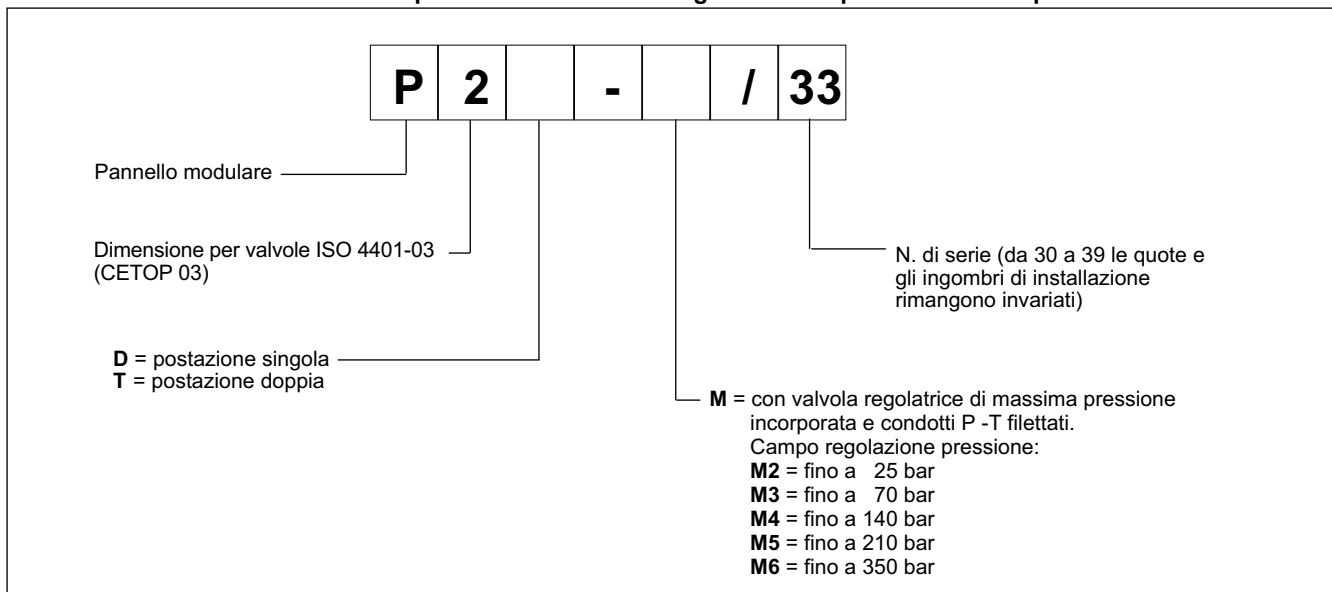 P 2 - / 33
Pannello modulare
Dimensione per valvole ISO 4401-03
(CETOP 03)
D = postazione singola
T = postazione doppia
N. di serie (da 30 a 39 le quote e
gli ingombri di installazione
rimangono invariati)
M = con valvola regolatrice di massima pressione
incorporata e condotti P -T filettati.
Campo regolazione pressione:
M2 = fino a 25 bar
M3 = fino a 70 bar
M4 = fino a 140 bar
M5 = fino a 210 bar
M6 = fino a 350 bar